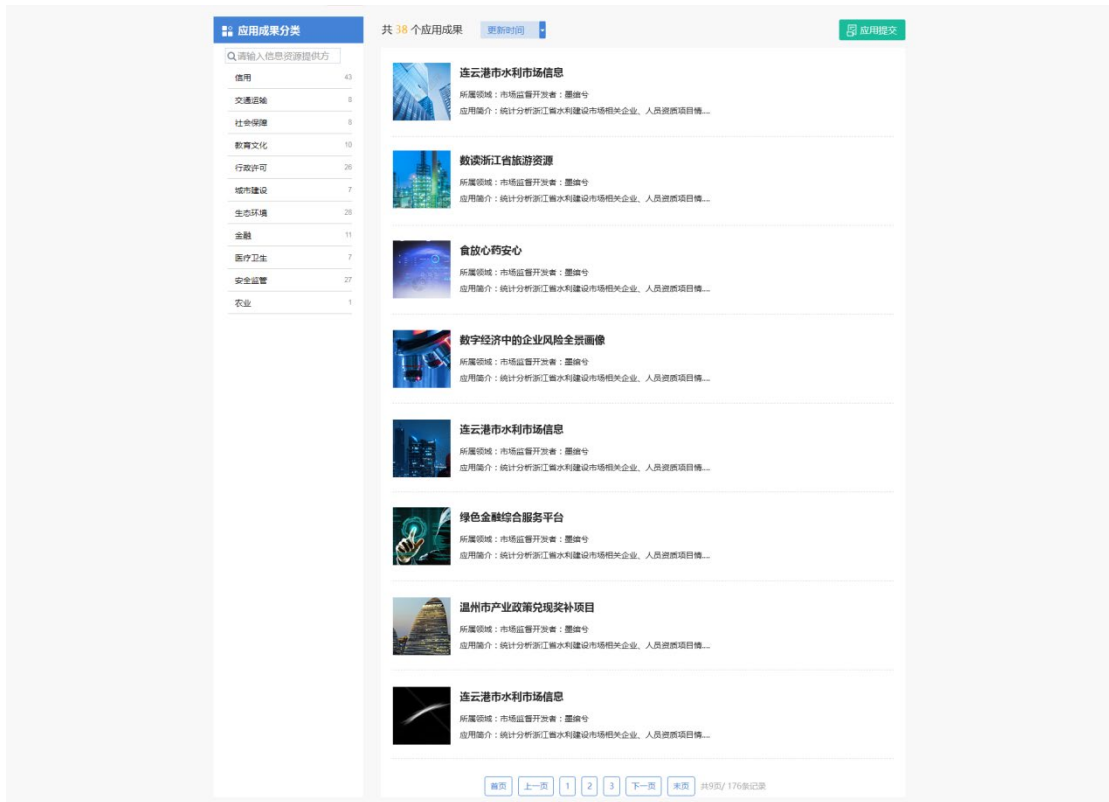 应用成果分类
请输入信息资源提供方
信用 43
交通运输 8
社会保障 8
教育文化 10
行政许可 26
城市建设 7
生态环境 28
金融 11
医疗卫生 7
安全监管 27
农业 1
共 38 个应用成果 更新时间 应用提交
连云港市水利市场信息
所属领域：市场监督开发者：墨缩兮
应用简介：统计分析浙江省水利建设市场相关企业、人员资质项目情....
数读浙江省旅游资源
所属领域：市场监督开发者：墨缩兮
应用简介：统计分析浙江省水利建设市场相关企业、人员资质项目情....
食放心药安心
所属领域：市场监督开发者：墨缩兮
应用简介：统计分析浙江省水利建设市场相关企业、人员资质项目情....
数字经济中的企业风险全景画像
所属领域：市场监督开发者：墨缩兮
应用简介：统计分析浙江省水利建设市场相关企业、人员资质项目情....
连云港市水利市场信息
所属领域：市场监督开发者：墨缩兮
应用简介：统计分析浙江省水利建设市场相关企业、人员资质项目情....
绿色金融综合服务平台
所属领域：市场监督开发者：墨缩兮
应用简介：统计分析浙江省水利建设市场相关企业、人员资质项目情....
温州市产业政策兑现奖补项目
所属领域：市场监督开发者：墨缩兮
应用简介：统计分析浙江省水利建设市场相关企业、人员资质项目情....
连云港市水利市场信息
所属领域：市场监督开发者：墨缩兮
应用简介：统计分析浙江省水利建设市场相关企业、人员资质项目情....
首页 上一页 1 2 3 下一页 末页 共9页/ 176条记录